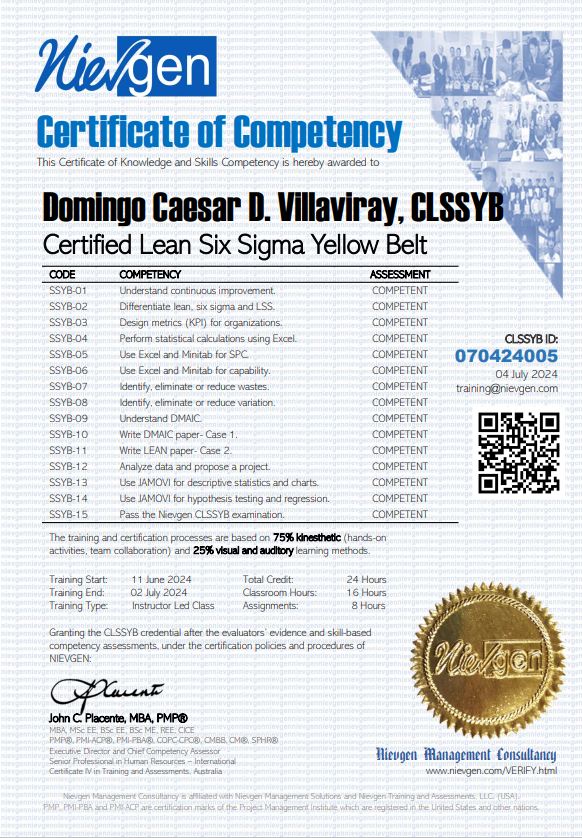 Nievgen
Certificate of Competency
This Certificate of Knowledge and Skills Competency is hereby awarded to
Domingo Caesar D. Villaviray, CLSSYB
Certified Lean Six Sigma Yellow Belt
CODE COMPETENCY ASSESSMENT
SSYB-01 Understand continuous improvement. COMPETENT
SSYB-02 Differentiate lean, six sigma and LSS. COMPETENT
SSYB-03 Design metrics (KPI) for organizations. COMPETENT
SSYB-04 Perform statistical calculations using Excel. COMPETENT
SSYB-05 Use Excel and Minitab for SPC. COMPETENT
SSYB-06 Use Excel and Minitab for capability. COMPETENT
SSYB-07 Identify, eliminate or reduce wastes. COMPETENT
SSYB-08 Identify, eliminate or reduce variation. COMPETENT
SSYB-09 Understand DMAIC. COMPETENT
SSYB-10 Write DMAIC paper- Case 1. COMPETENT
SSYB-11 Write LEAN paper- Case 2. COMPETENT
SSYB-12 Analyze data and propose a project. COMPETENT
SSYB-13 Use JAMOVI for descriptive statistics and charts. COMPETENT
SSYB-14 Use JAMOVI for hypothesis testing and regression. COMPETENT
SSYB-15 Pass the Nievgen CLSSYB examination. COMPETENT
CLSSYB ID:
070424005
04 July 2024
training@nievgen.com
The training and certification processes are based on 75% kinesthetic (hands-on
activities, team collaboration) and 25% visual and auditory learning methods.
Training Start: 11 June 2024 Total Credit: 24 Hours
Training End: 02 July 2024 Classroom Hours: 16 Hours
Training Type: Instructor Led Class Assignments: 8 Hours
Granting the CLSSYB credential after the evaluators' evidence and skill-based
competency assessments, under the certification policies and procedures of
NIEVGEN:
Nievgen
JPlacente
John C. Placente, MBA, PMP®
MBA, MSc EE, BSc EE, BSc ME, REE, CICE
PMP®, PMI-ACP®, PMI-PBA®, COPC-CPC®, CMBB, CM®, SPHR®
Executive Director and Chief Competency Assessor
Senior Professional in Human Resources – International
Certificate IV in Training and Assessments, Australia
Nievgen Management Consultancy
www.nievgen.com/VERIFY.html
Nievgen Management Consultancy is affiliated with Nievgen Management Solutions and Nievgen Training and Assessments, LLC. (USA).
PMP, PMI-PBA and PMI-ACP are certification marks of the Project Management Institute which are registered in the United States and other nations.